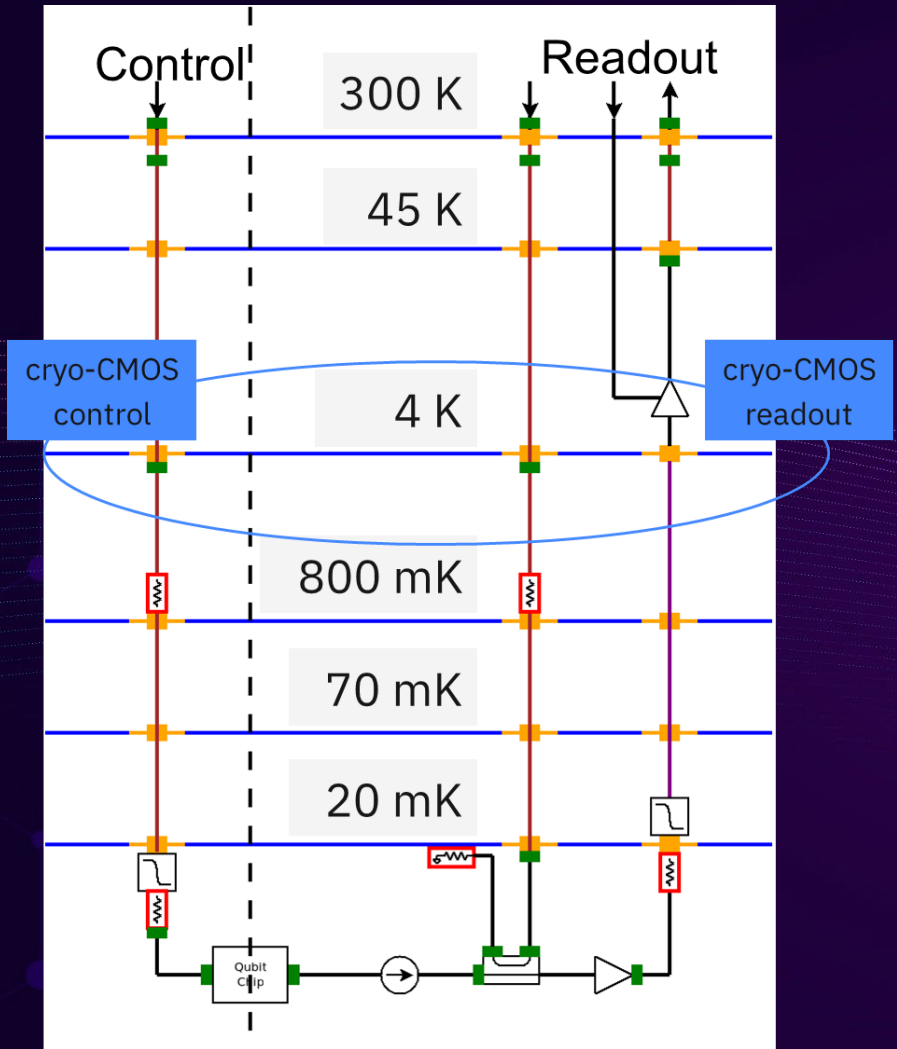 Control
Readout
300 K
45 K
cryo-CMOS
control
4 K
cryo-CMOS
readout
800 mK
70 mK
20 mK
Qubit
Chip